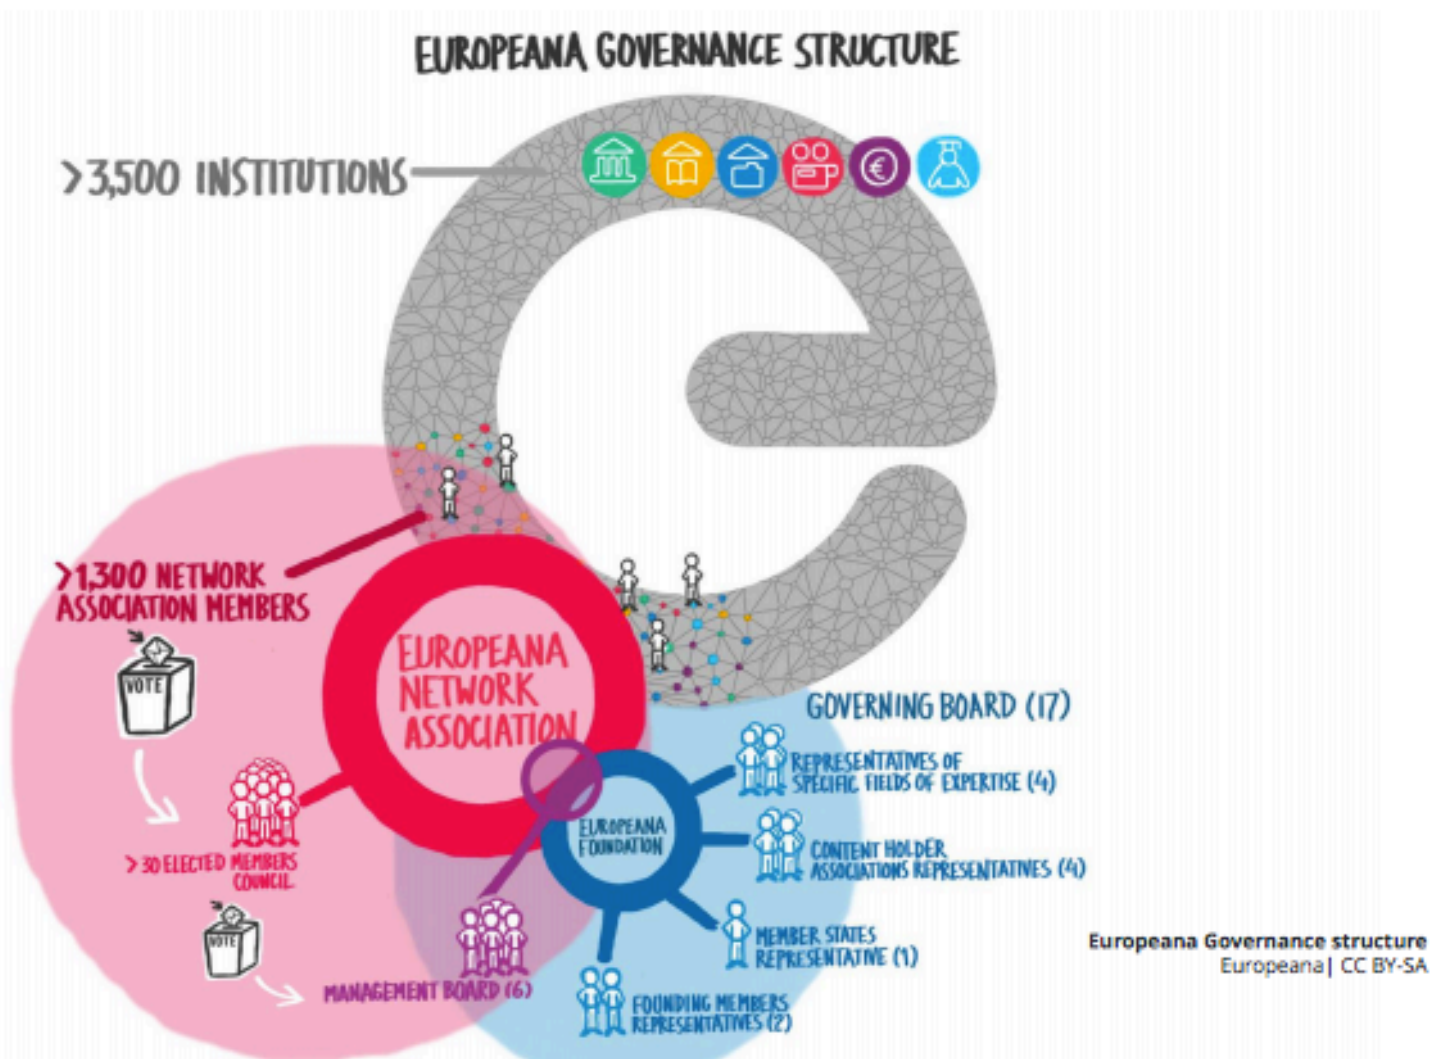 EUROPEANA GOVERNANCE STRUCTURE
>3,500 INSTITUTIONS
€
>1,300 NETWORK
ASSOCIATION MEMBERS
VOTE
EUROPEANA
NETWORK
ASSOCIATION
>30 ELECTED MEMBERS
COUNCIL
VOTE
MANAGEMENT BOARD (6)
EUROPEANA
FOUNDATION
GOVERNING BOARD (17)
REPRESENTATIVES OF
SPECIFIC FIELDS OF EXPERTISE (4)
CONTENT HOLDER
ASSOCIATIONS REPRESENTATIVES (4)
MEMBER STATES
REPRESENTATIVE (1)
FOUNDING MEMBERS
REPRESENTATIVES (2)
Europeana Governance structure
Europeana| CC BY-SA